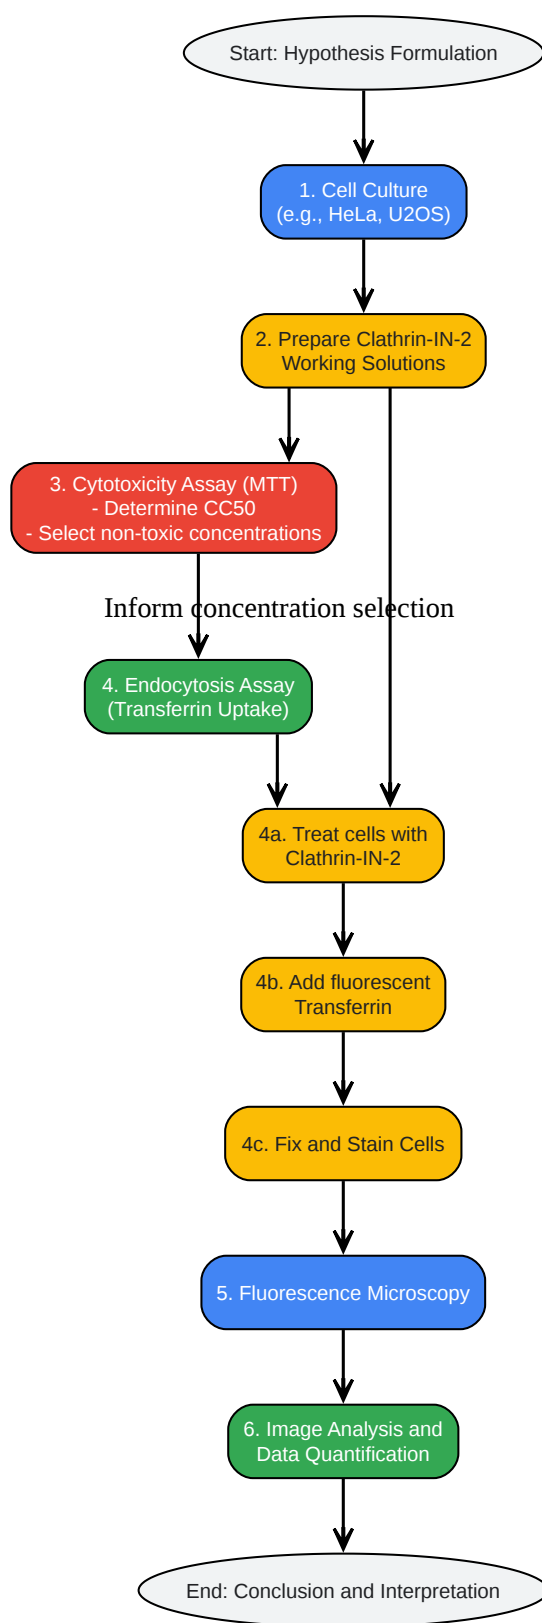 Start: Hypothesis Formulation
1. Cell Culture
(e.g., HeLa, U2OS)
2. Prepare Clathrin-IN-2
Working Solutions
3. Cytotoxicity Assay (MTT)
- Determine CC50
- Select non-toxic concentrations
Inform concentration selection
4. Endocytosis Assay
(Transferrin Uptake)
4a. Treat cells with
Clathrin-IN-2
4b. Add fluorescent
Transferrin
4c. Fix and Stain Cells
5. Fluorescence Microscopy
6. Image Analysis and
Data Quantification
End: Conclusion and Interpretation